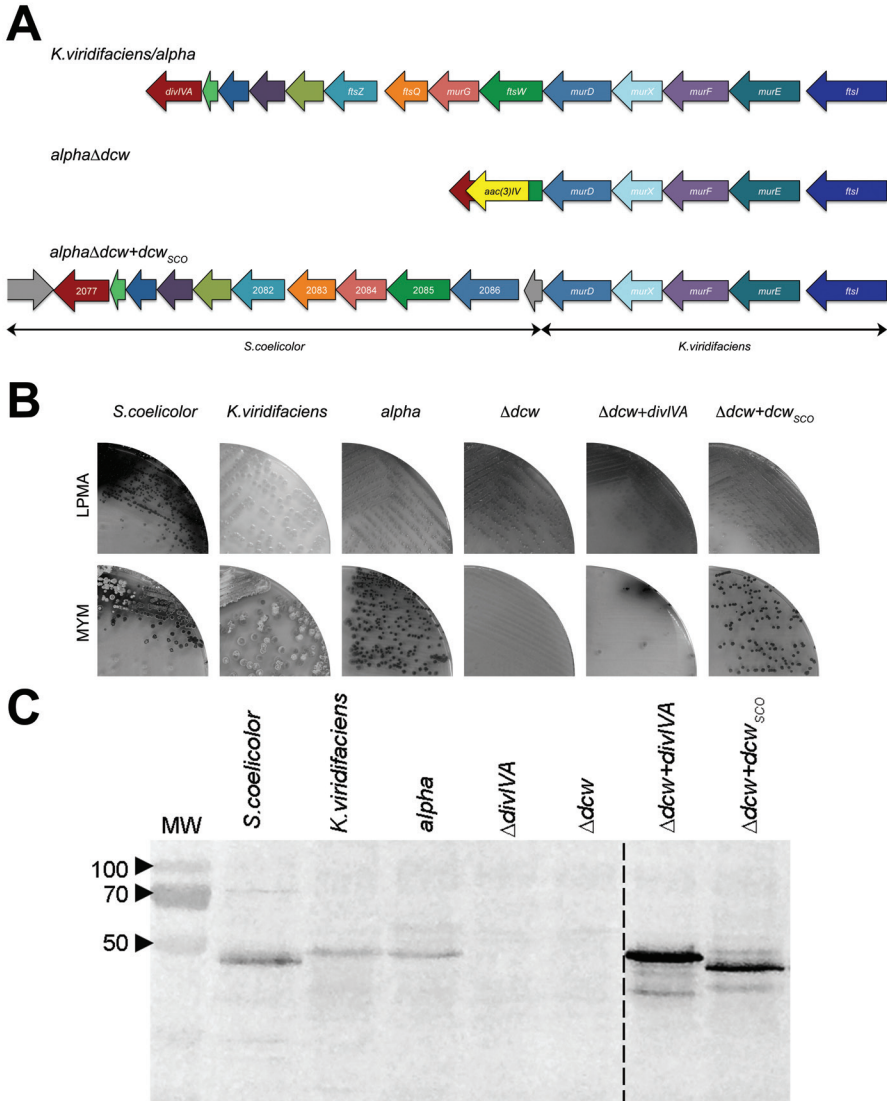 A
K.viridifaciens/alpha
divIVA ftsZ ftsQ murG ftsW murD murX murF murE ftsI
alphaΔdcw
aac(3)IV murD murX murF murE ftsI
alphaΔdcw+dcwSCO
2077 2082 2083 2084 2085 2086 murD murX murF murE ftsI
S.coelicolor K.viridifaciens
B
S.coelicolor K.viridifaciens alpha Δdcw Δdcw+divIVA Δdcw+dcwSCO
LPMA
MYM
C
MW S.coelicolor K.viridifaciens alpha ΔdivIVA Δdcw Δdcw+divIVA Δdcw+dcwSCO
100
70
50